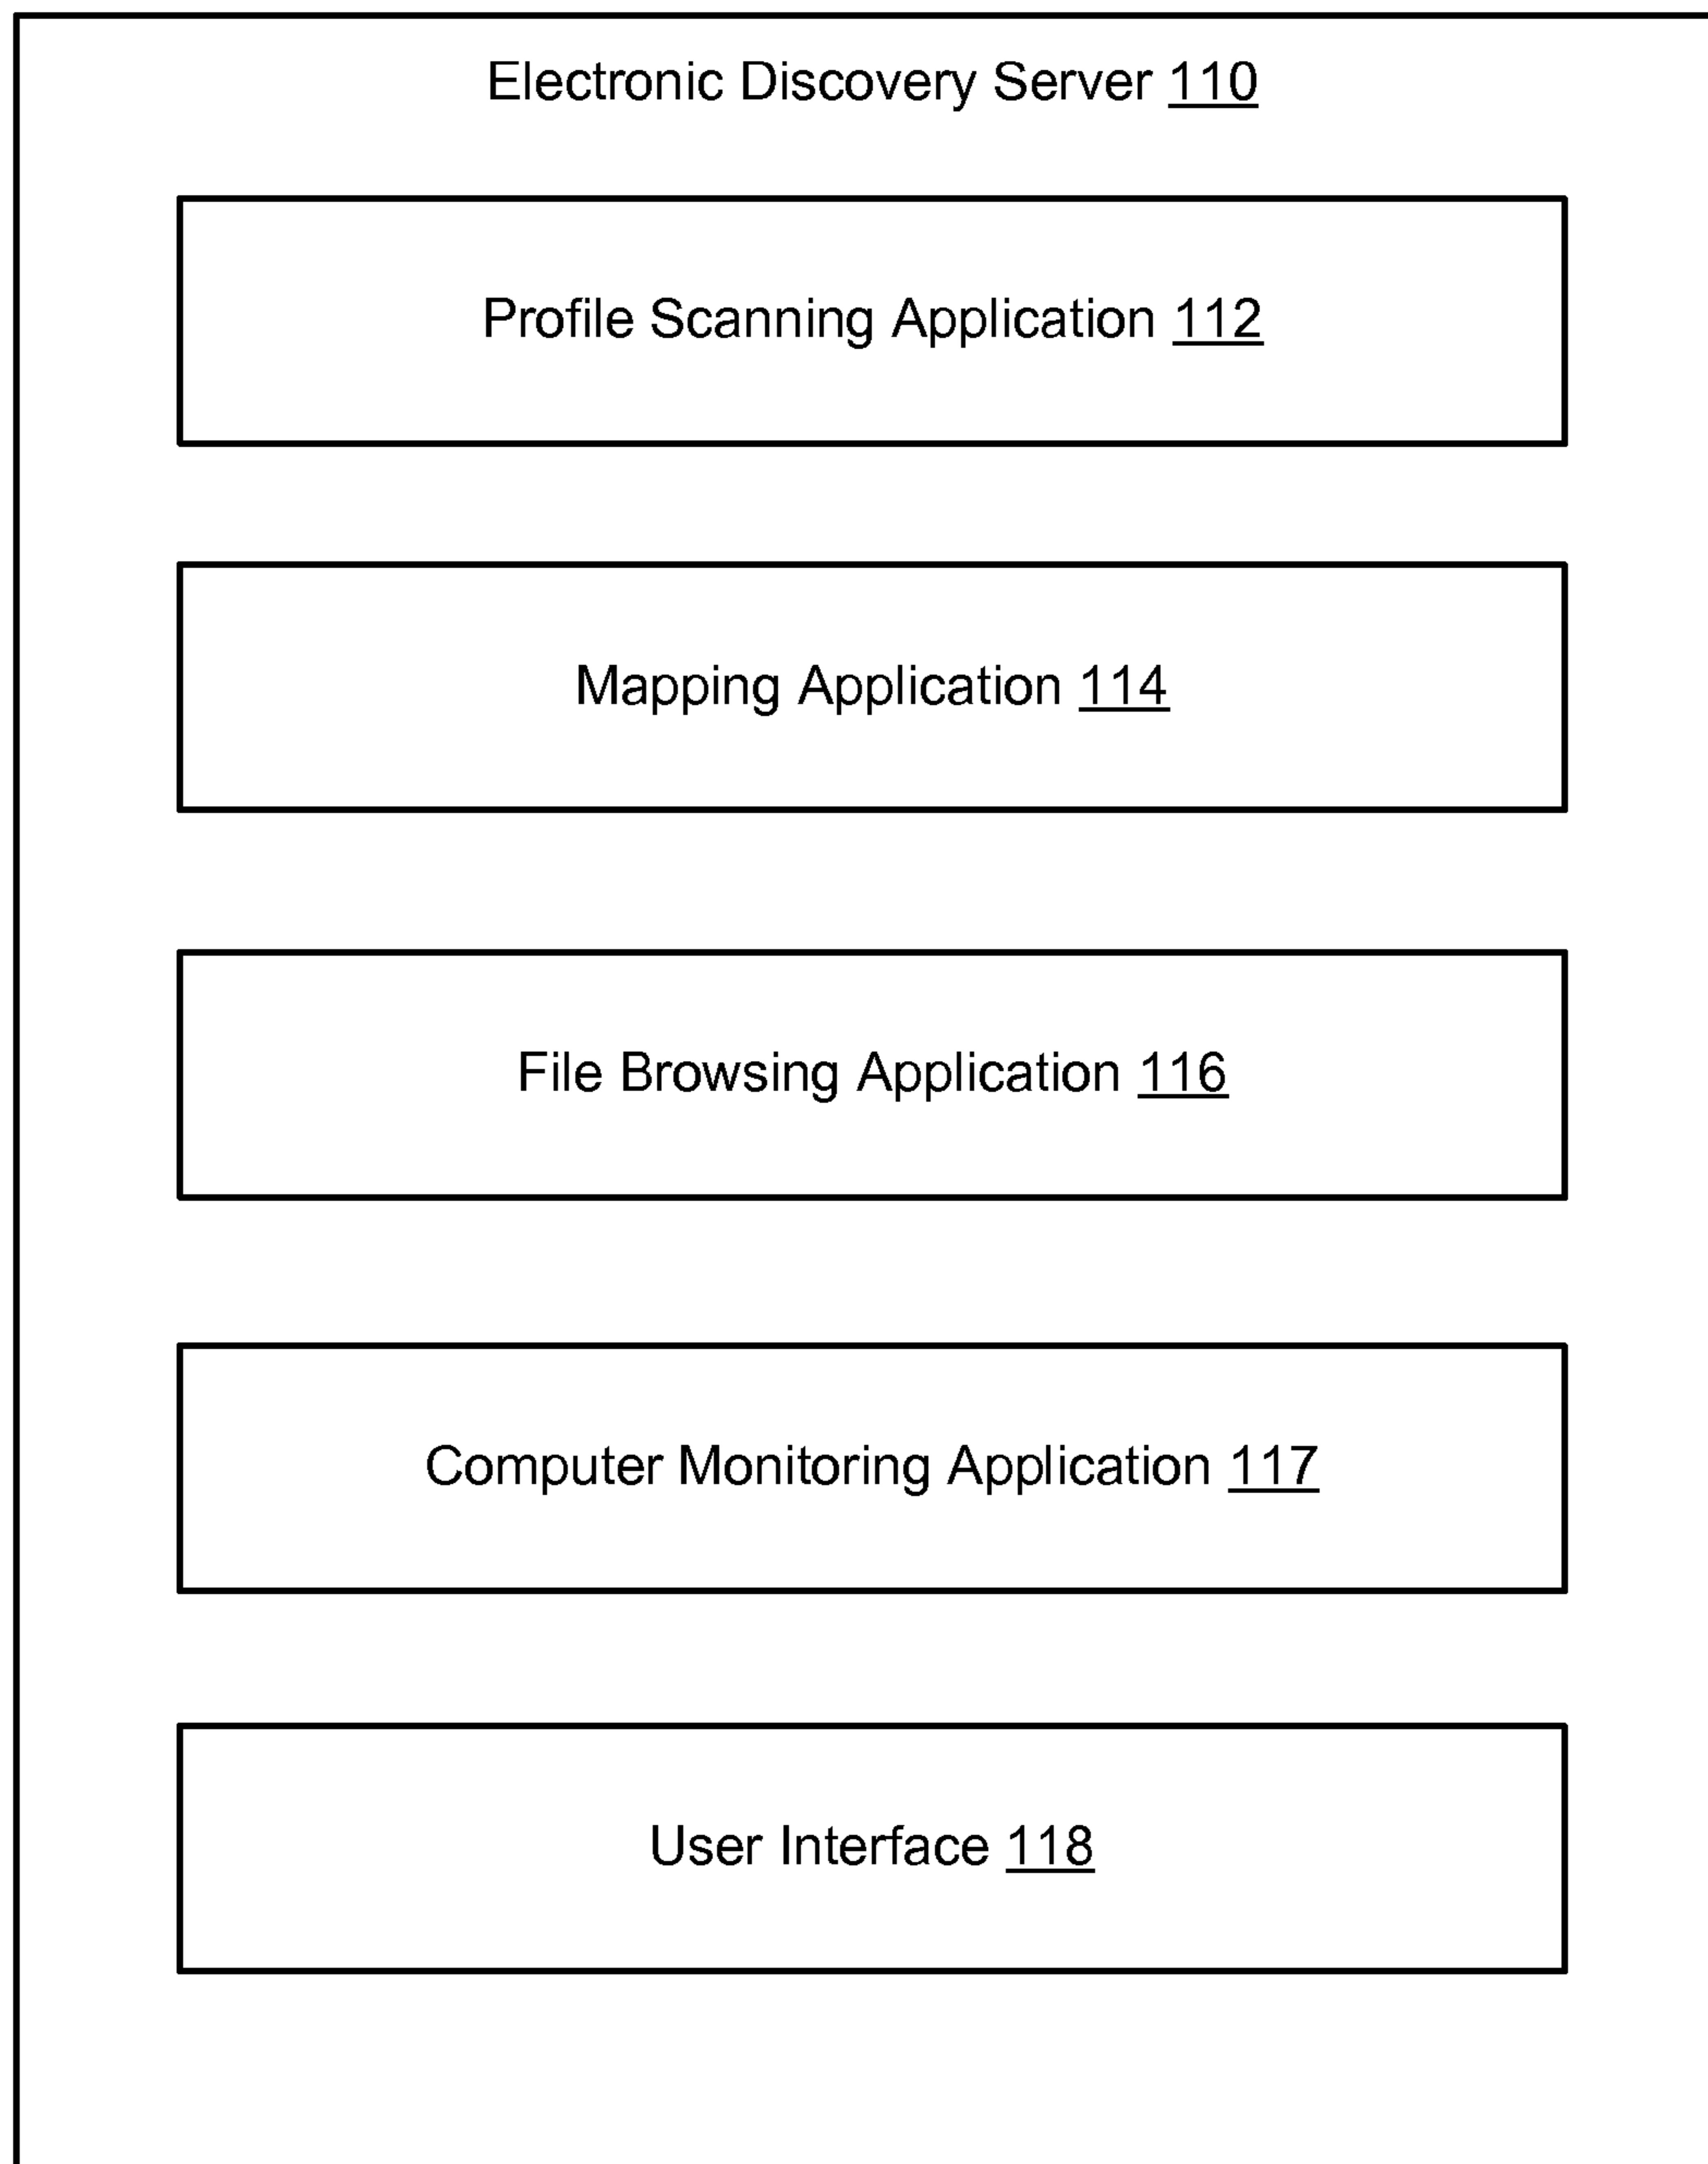 Electronic Discovery Server 110
Profile Scanning Application 112
Mapping Application 114
File Browsing Application 116
Computer Monitoring Application 117
User Interface 118